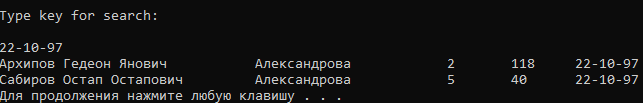 Type key for search:
22-10-97
Архипов Гедеон Янович Александрова 2 118 22-10-97
Сабиров Остап Остапович Александрова 5 40 22-10-97
Для продолжения нажмите любую клавишу . . .